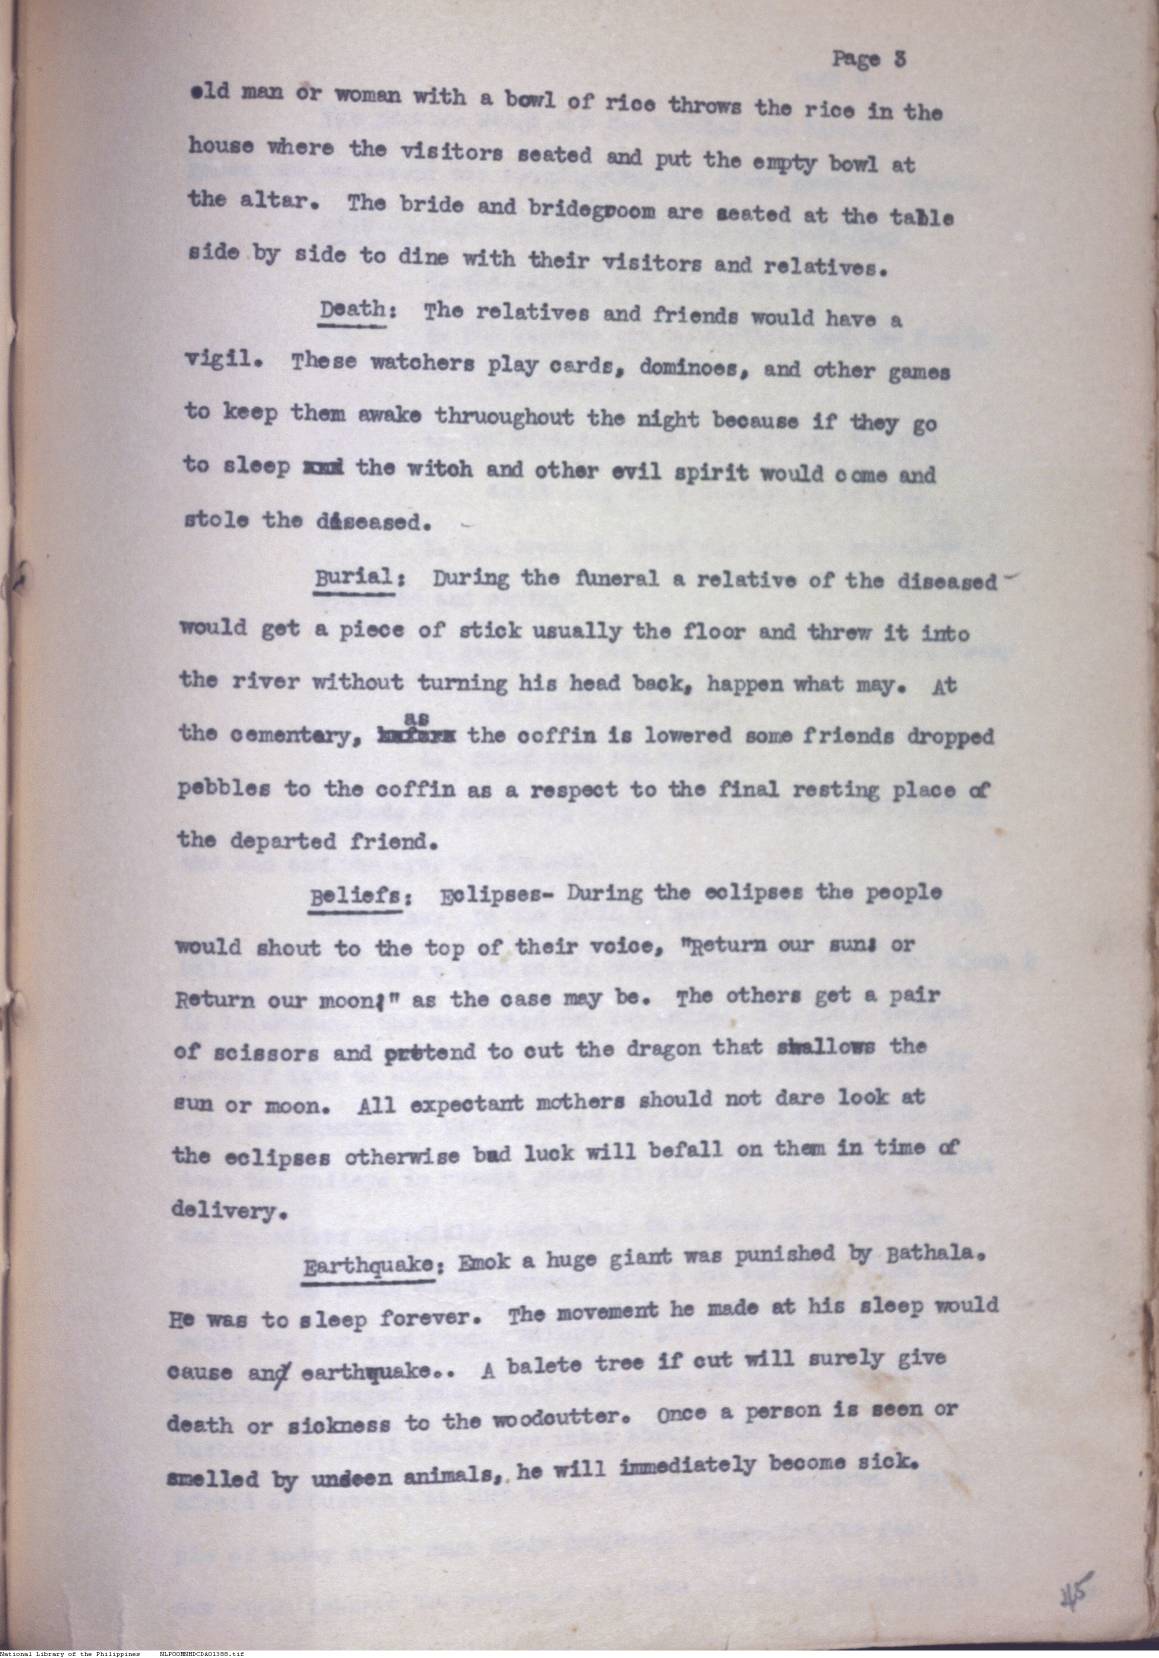 Page 3
old man or woman with a bowl of rice throws the rice in the
house where the visitors seated and put the empty bowl at
the altar. The bride and bridegroom are seated at the table
side by side to dine with their visitors and relatives.
Death: The relatives and friends would have a
vigil. These watchers play cards, dominoes, and other games
to keep them awake thruoughout the night because if they go
to sleep the witch and other evil spirit would come and
stole the diseased.
Burial: During the funeral a relative of the diseased
would get a piece of stick usually the floor and threw it into
the river without turning his head back, happen what may. At
the cementery, as the coffin is lowered some friends dropped
pebbles to the coffin as a respect to the final resting place of
the departed friend.
Beliefs: Eclipses- During the eclipses the people
would shout to the top of their voice, "Return our sun! or
Return our moon!" as the case may be. The others get a pair
of scissors and pretend to cut the dragon that swallows the
sun or moon. All expectant mothers should not dare look at
the eclipses otherwise bad luck will befall on them in time of
delivery.
Earthquake: Emok a huge giant was punished by Bathala.
He was to sleep forever. The movement he made at his sleep would
cause an earthquake.. A balete tree if cut will surely give
death or sickness to the woodcutter. Once a person is seen or
smelled by unseen animals, he will immediately become sick.
45
National Library of the Philippines NLPOOMNHDCDA01388.tif